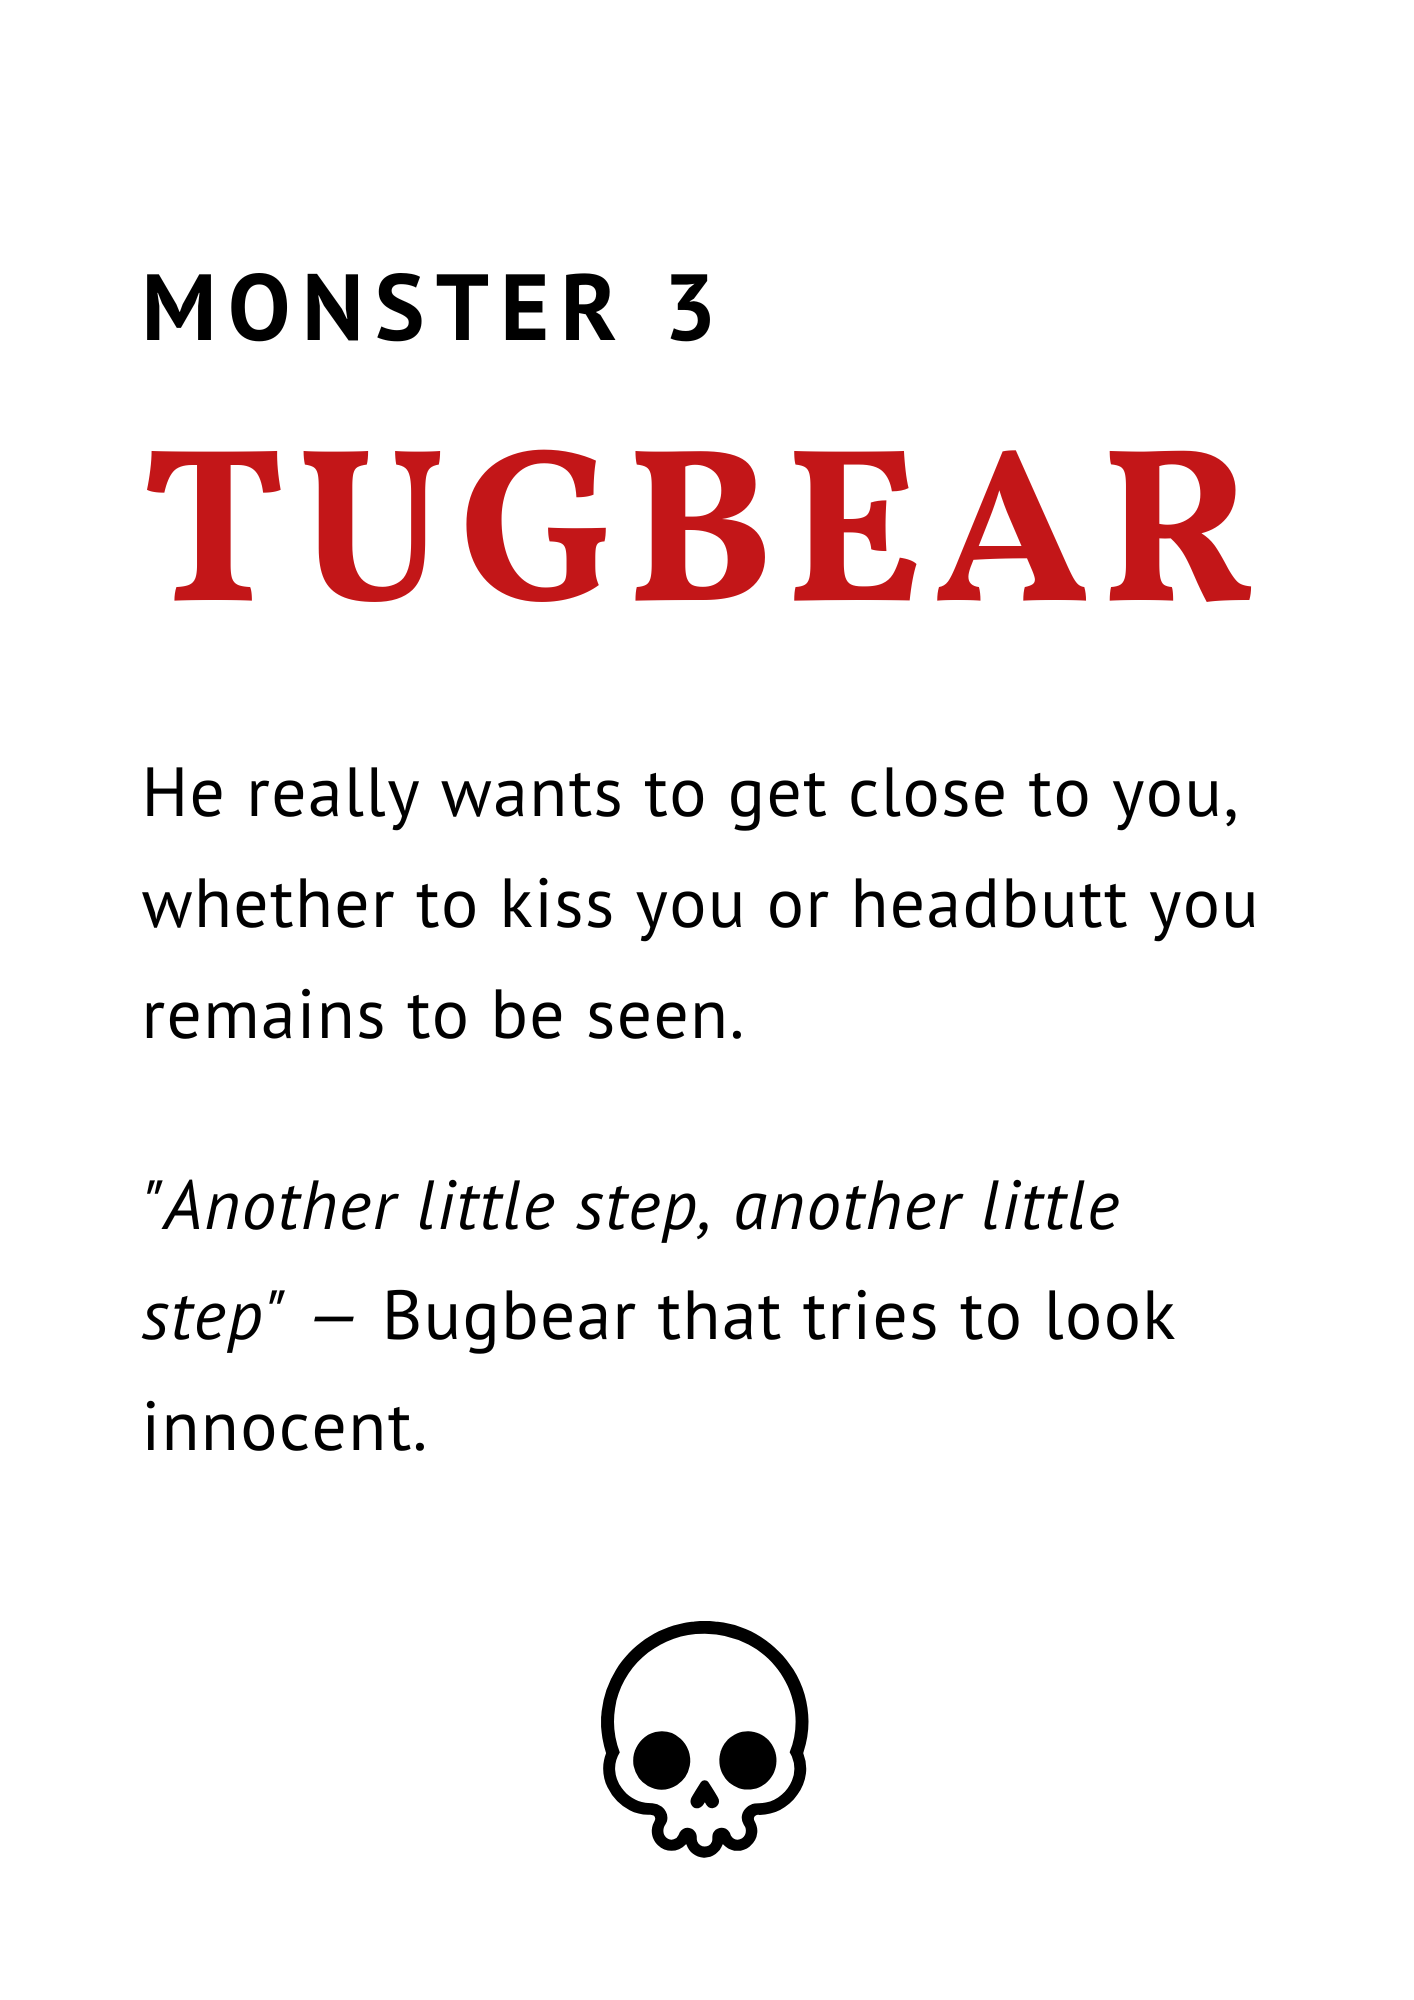 MONSTER 3
TUGBEAR
He really wants to get close to you,
whether to kiss you or headbutt you
remains to be seen.
"Another little step, another little
step" – Bugbear that tries to look
innocent.